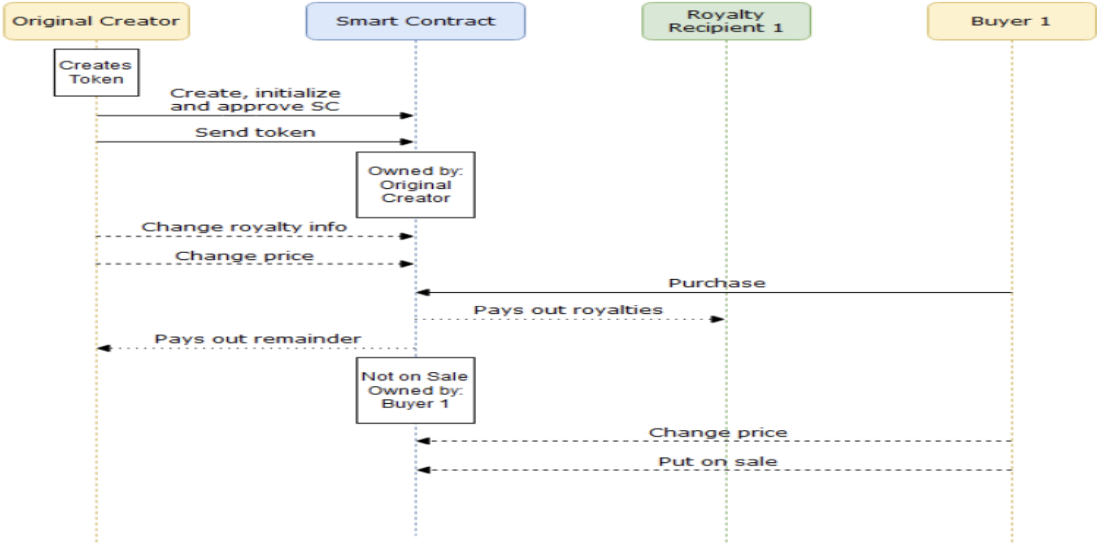 Original Creator
Smart Contract
Royalty
Recipient 1
Buyer 1
Creates
Token
Create, initialize
and approve SC
Send token
Owned by:
Original
Creator
Change royalty info
Change price
Purchase
Pays out royalties
Pays out remainder
Not on Sale
Owned by:
Buyer 1
Change price
Put on sale